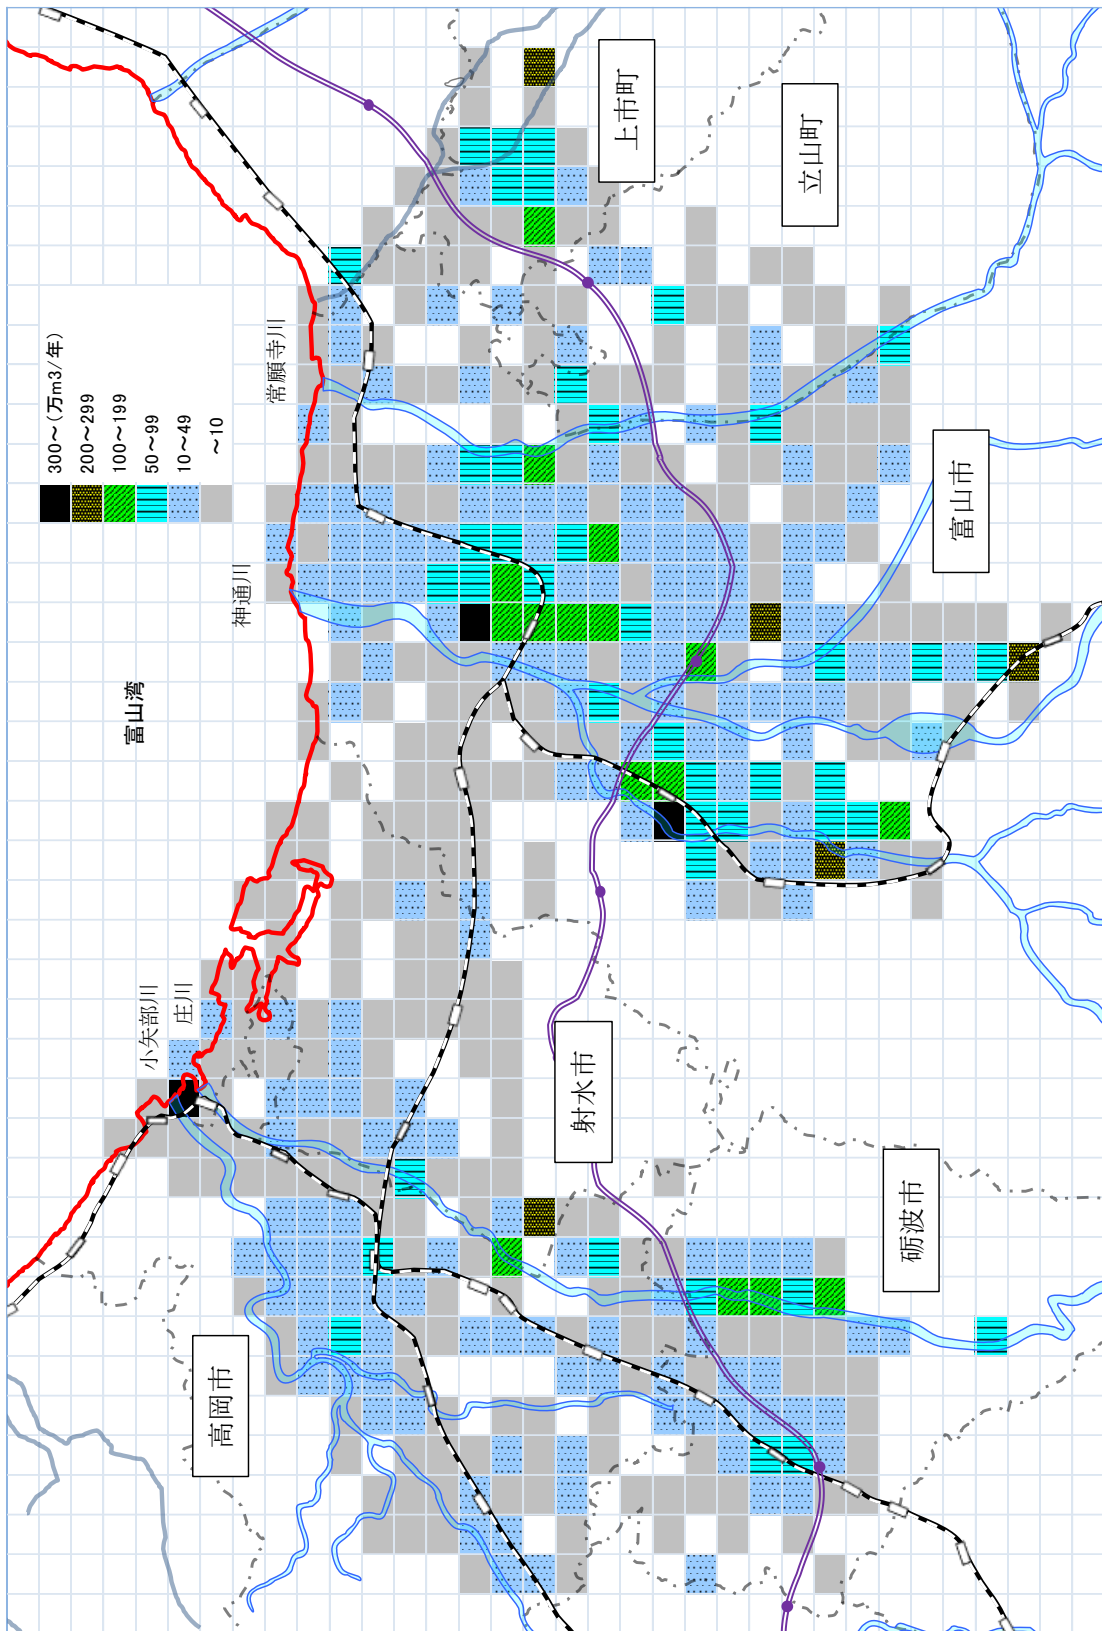 300～(万m3/年)
200～299
100～199
50～99
10～49
～10
常願寺川
神通川
富山湾
小矢部川
庄川
上市町
立山町
富山市
射水市
砺波市
高岡市